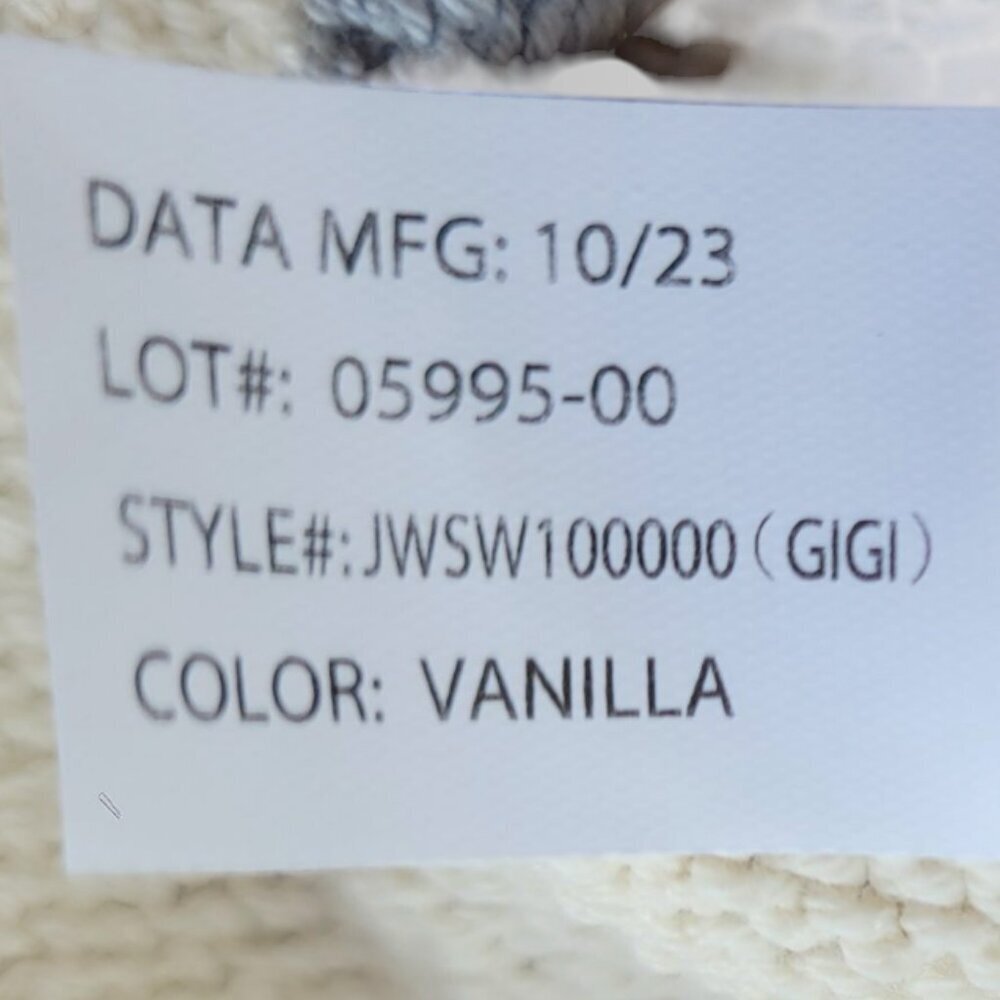 DATA MFG: 10/23
LOT#: 05995-00
STYLE#:JWSW100000(GIGI)
COLOR: VANILLA